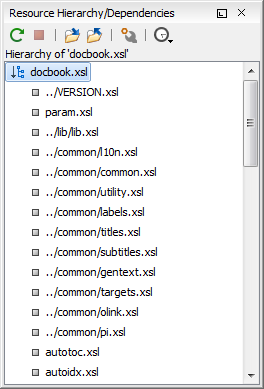 Resource Hierarchy/Dependencies
Hierarchy of 'docbook.xsl'
docbook.xsl
../VERSION.xsl
param.xsl
../lib/lib.xsl
../common/l10n.xsl
../common/common.xsl
../common/utility.xsl
../common/labels.xsl
../common/titles.xsl
../common/subtitles.xsl
../common/gentext.xsl
../common/targets.xsl
../common/olink.xsl
../common/pi.xsl
autotoc.xsl
autoidx.xsl